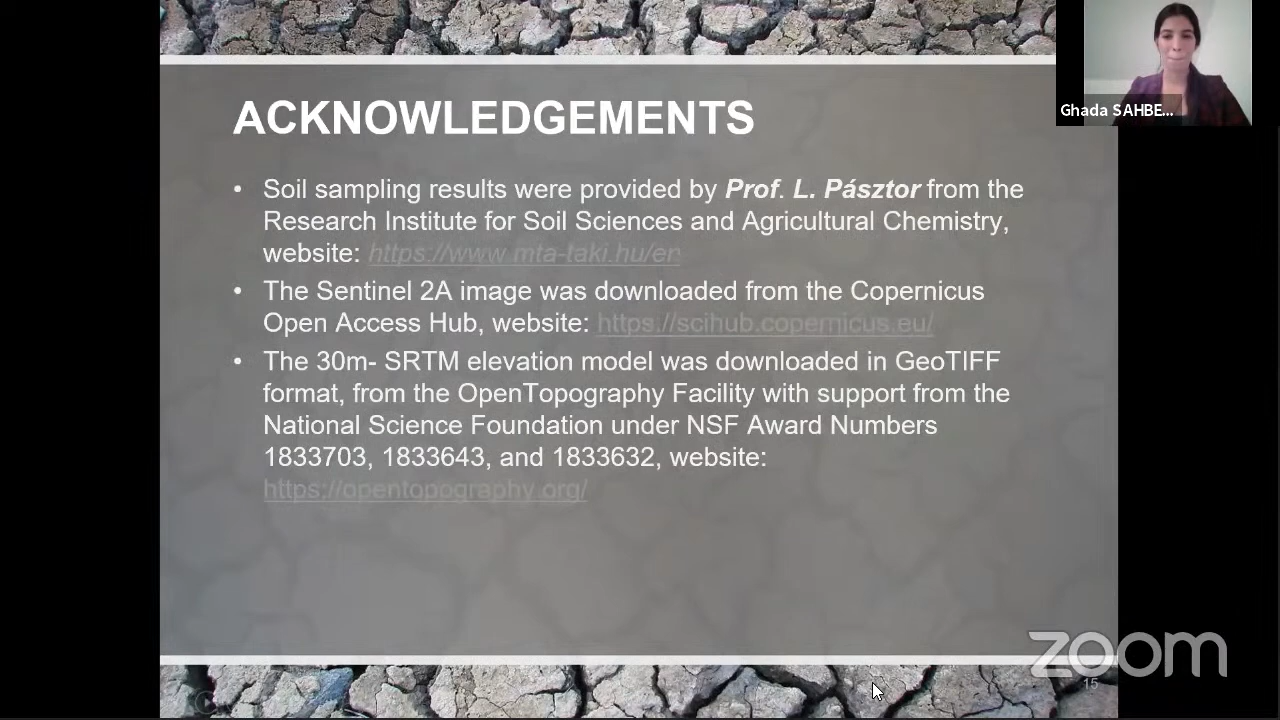 Ghada SAHBE...
ACKNOWLEDGEMENTS
• Soil sampling results were provided by Prof. L. Pásztor from the
Research Institute for Soil Sciences and Agricultural Chemistry,
website: https://www.mta-taki.hu/en
• The Sentinel 2A image was downloaded from the Copernicus
Open Access Hub, website: https://scihub.copernicus.eu/
• The 30m- SRTM elevation model was downloaded in GeoTIFF
format, from the OpenTopography Facility with support from the
National Science Foundation under NSF Award Numbers
1833703, 1833643, and 1833632, website:
https://opentopography.org/
zoom
15